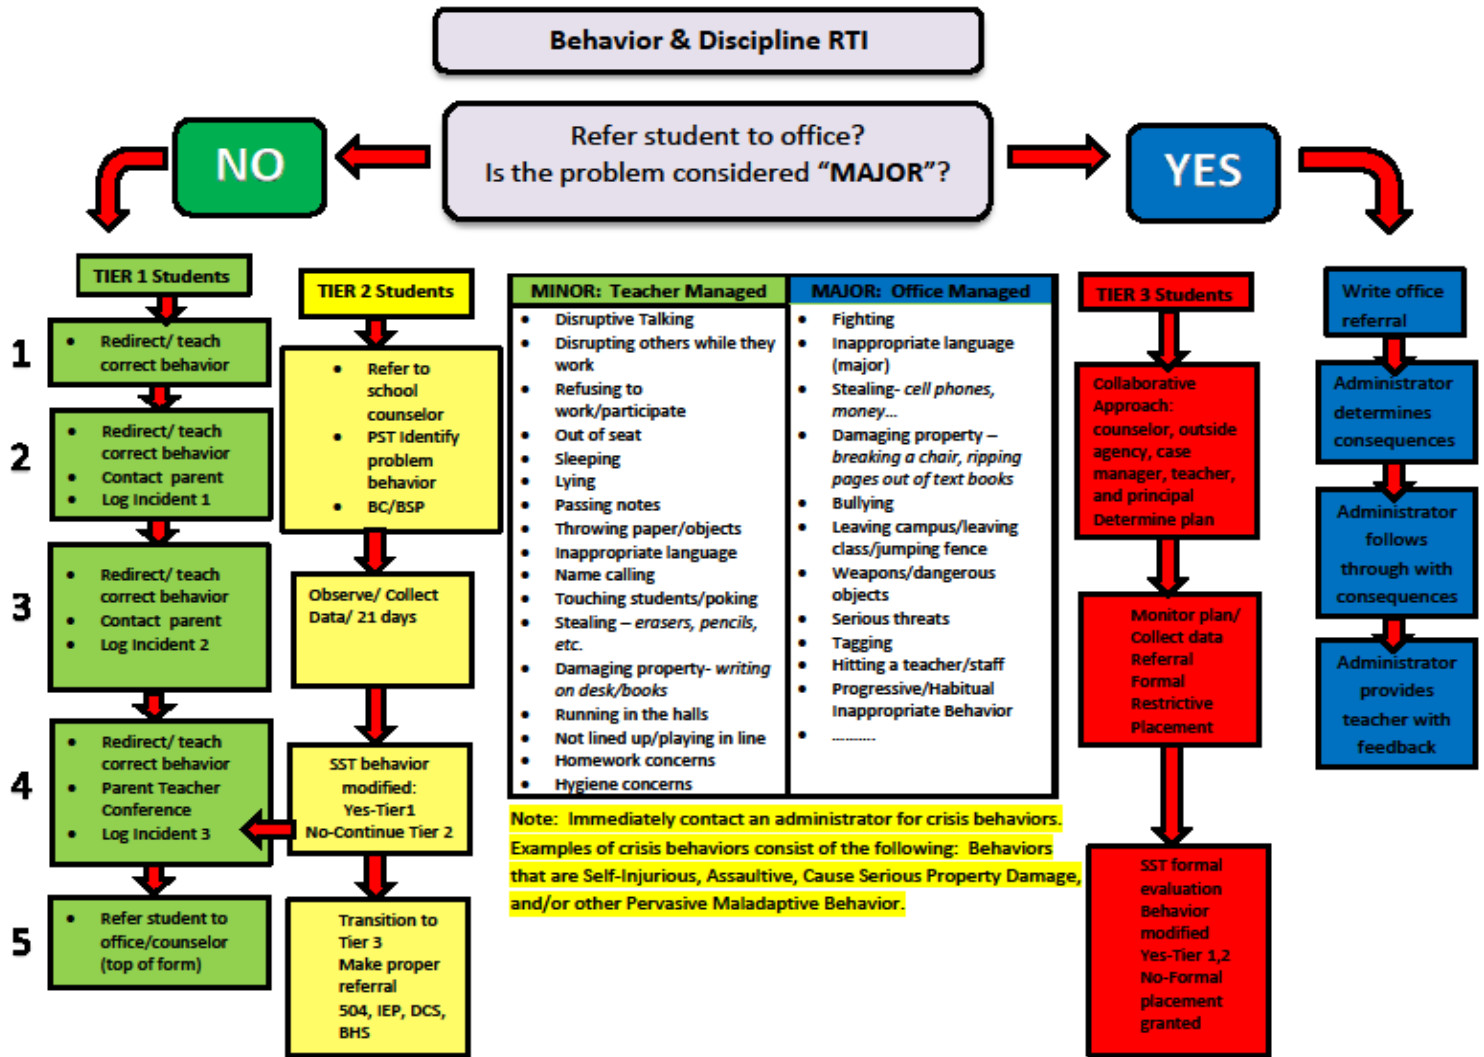 Behavior & Discipline RTI
Refer student to office?
Is the problem considered “MAJOR”?
NO
YES
TIER 1 Students
1
• Redirect/ teach
correct behavior
2
• Redirect/ teach
correct behavior
• Contact parent
• Log Incident 1
3
• Redirect/ teach
correct behavior
• Contact parent
• Log Incident 2
4
• Redirect/ teach
correct behavior
• Parent Teacher
Conference
• Log Incident 3
5
• Refer student to
office/counselor
(top of form)
TIER 2 Students
• Refer to
school
counselor
• PST Identify
problem
behavior
• BC/BSP
Observe/ Collect
Data/ 21 days
SST behavior
modified:
Yes-Tier1
No-Continue Tier 2
Transition to
Tier 3
Make proper
referral
504, IEP, DCS,
BHS
MINOR: Teacher Managed
• Disruptive Talking
• Disrupting others while they
work
• Refusing to
work/participate
• Out of seat
• Sleeping
• Lying
• Passing notes
• Throwing paper/objects
• Inappropriate language
• Name calling
• Touching students/poking
• Stealing – erasers, pencils,
etc.
• Damaging property- writing
on desk/books
• Running in the halls
• Not lined up/playing in line
• Homework concerns
• Hygiene concerns
MAJOR: Office Managed
• Fighting
• Inappropriate language
(major)
• Stealing- cell phones,
money...
• Damaging property –
breaking a chair, ripping
pages out of text books
• Bullying
• Leaving campus/leaving
class/jumping fence
• Weapons/dangerous
objects
• Serious threats
• Tagging
• Hitting a teacher/staff
• Progressive/Habitual
Inappropriate Behavior
• ...........
Note: Immediately contact an administrator for crisis behaviors.
Examples of crisis behaviors consist of the following: Behaviors
that are Self-Injurious, Assaultive, Cause Serious Property Damage,
and/or other Pervasive Maladaptive Behavior.
TIER 3 Students
Collaborative
Approach:
counselor, outside
agency, case
manager, teacher,
and principal
Determine plan
Monitor plan/
Collect data
Referral
Formal
Restrictive
Placement
SST formal
evaluation
Behavior
modified
Yes-Tier 1,2
No-Formal
placement
granted
Write office
referral
Administrator
determines
consequences
Administrator
follows
through with
consequences
Administrator
provides
teacher with
feedback